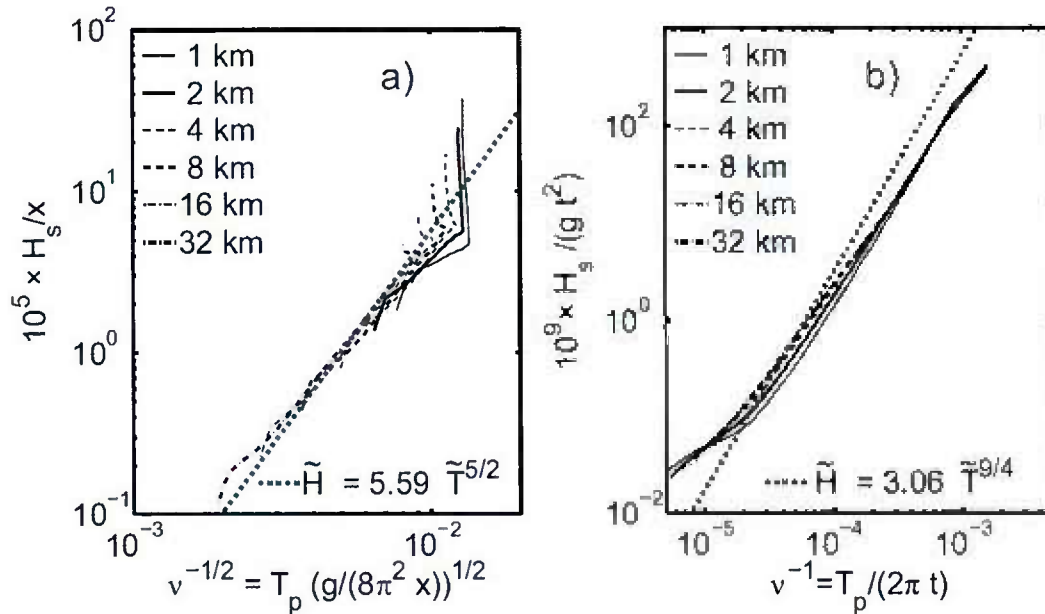 10^2
1 km
2 km
4 km
8 km
16 km
32 km
a)
10^1
10^0
10^-1
10^5 × H_s/x
H̃ = 5.59 T̃^5/2
10^-3
10^-2
ν^-1/2 = T_p (g/(8π^2 x))^1/2
1 km
2 km
4 km
8 km
16 km
32 km
b)
10^2
10^0
10^-2
10^9 × H_s/(g t^2)
H̃ = 3.06 T̃^9/4
10^-5
10^-4
10^-3
ν^-1=T_p/(2π t)